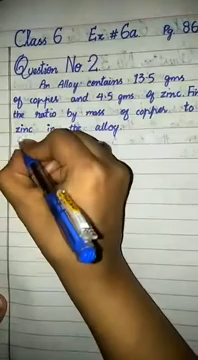 Class 6 Ex # 6a Pg 86
Question No. 2
An Alloy contains 13.5 gms
of copper and 4.5 gms of zinc. Fin
the ratio by mass of copper to
zinc in the alloy.